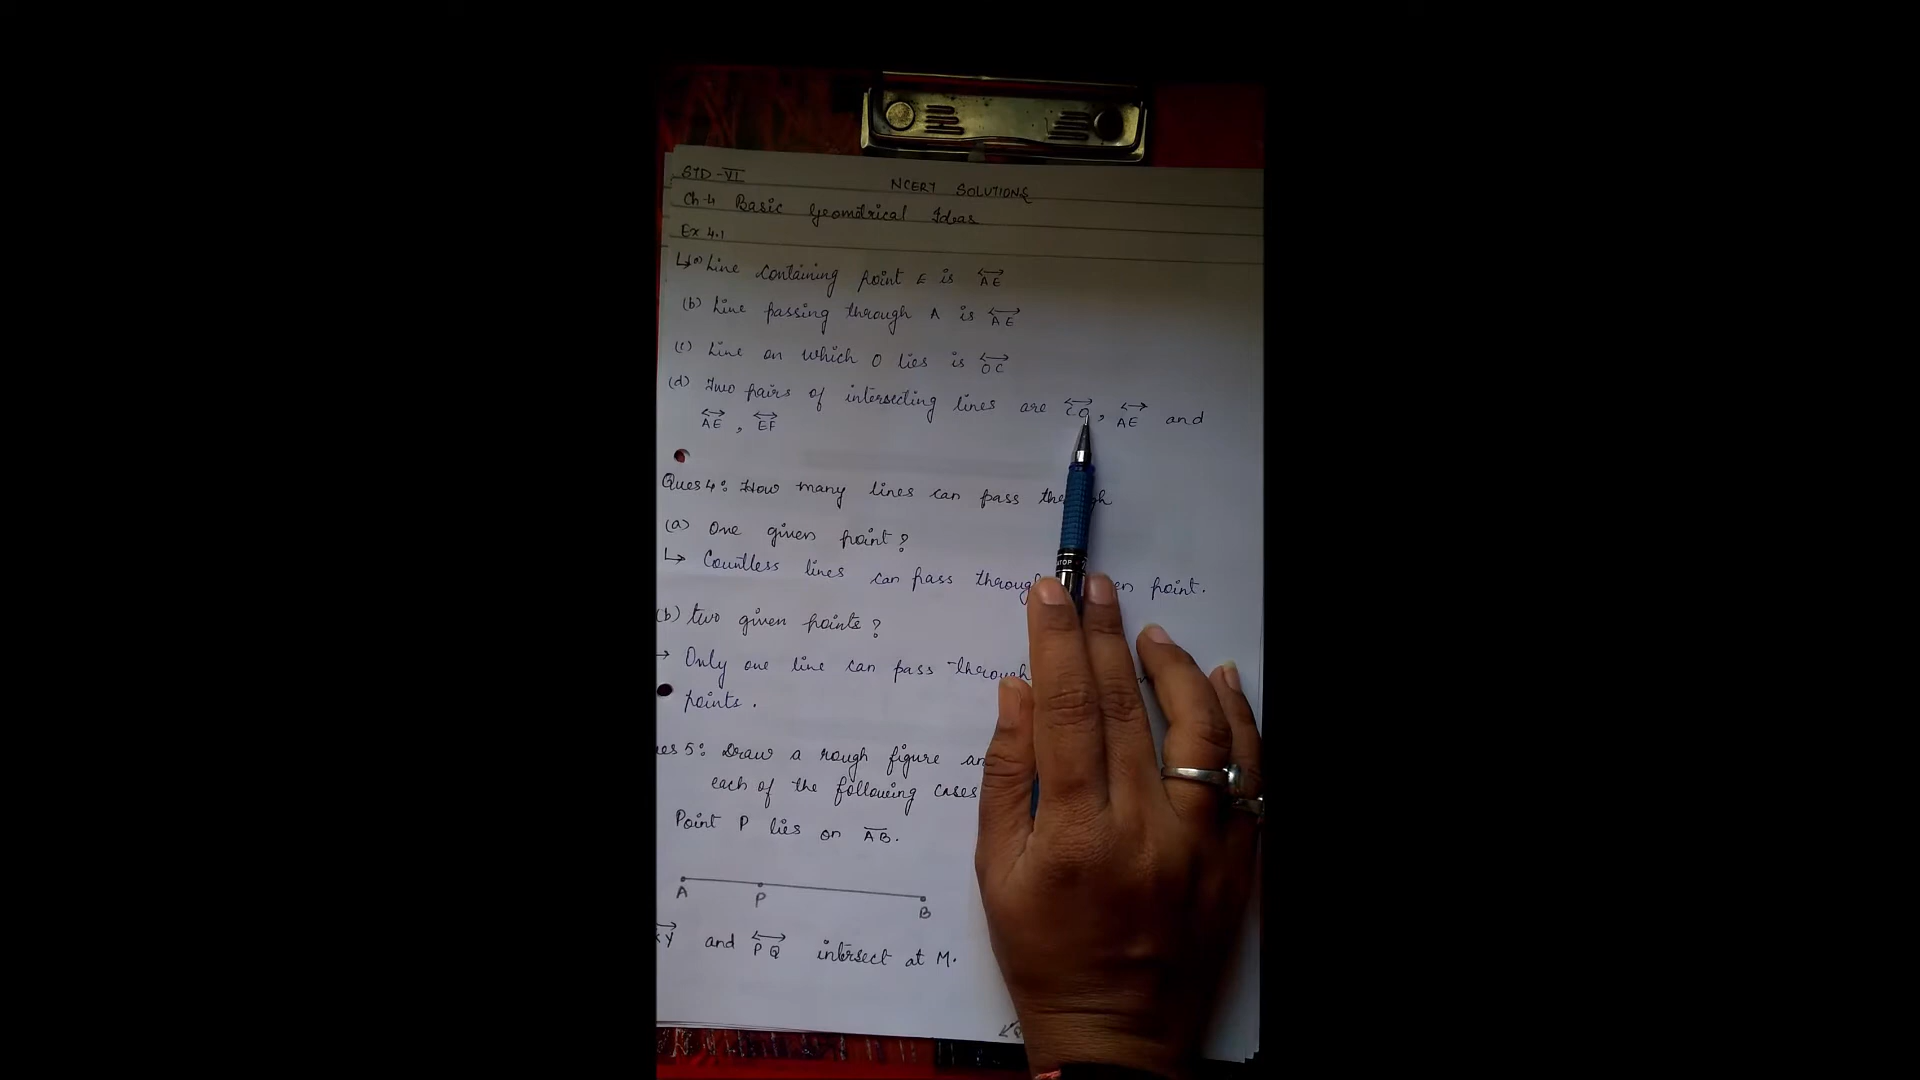 STD-VI
NCERT SOLUTIONS
Ch-4 Basic Geometrical Ideas
Ex 4.1
(a) Line containing point E is AE
(b) Line passing through A is AE
(c) Line on which O lies is OC
(d) Two pairs of intersecting lines are CO, AE and
AE, EF
Ques 4: How many lines can pass
(a) One given point?
↳ Countless lines can pass through point.
(b) two given points?
→ Only one line can pass through
points.
5: Draw a rough figure
each of the following cases
Point P lies on AB.
A P B
XY and PQ intersect at M.